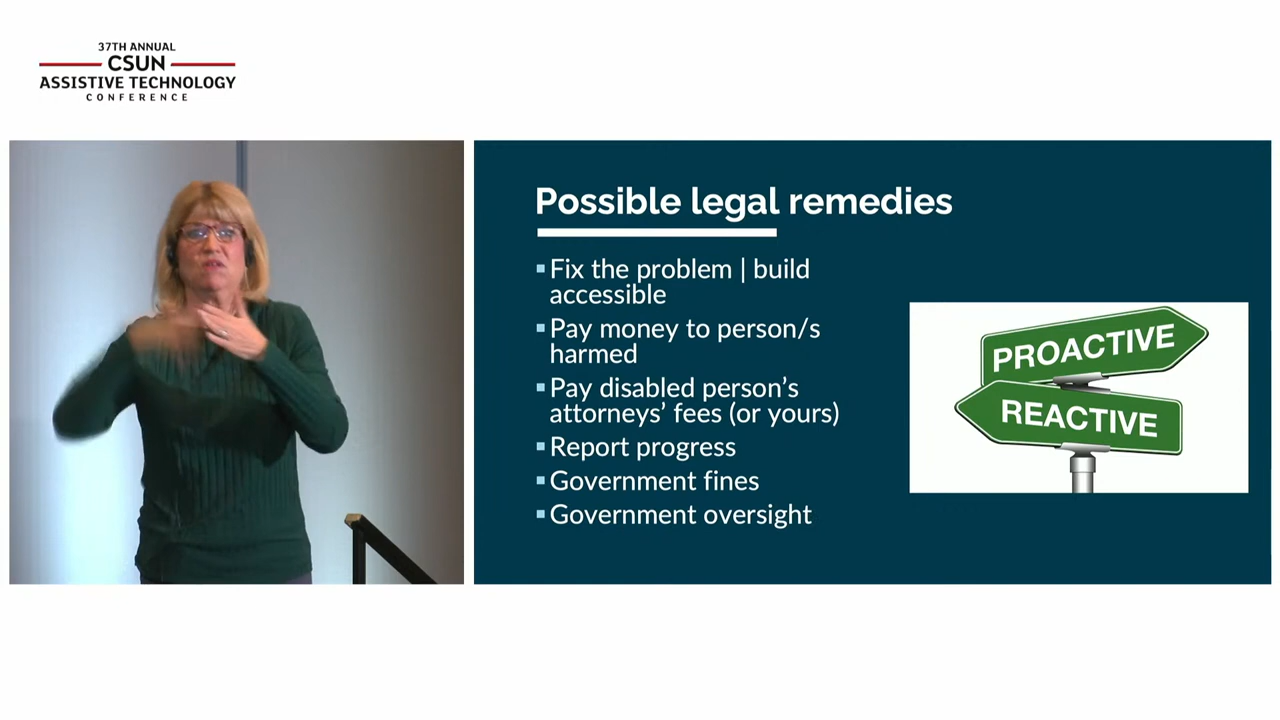 37TH ANNUAL
CSUN
ASSISTIVE TECHNOLOGY
CONFERENCE
Possible legal remedies
▪Fix the problem | build
accessible
▪Pay money to person/s
harmed
▪Pay disabled person’s
attorneys’ fees (or yours)
▪Report progress
▪Government fines
▪Government oversight
PROACTIVE
REACTIVE